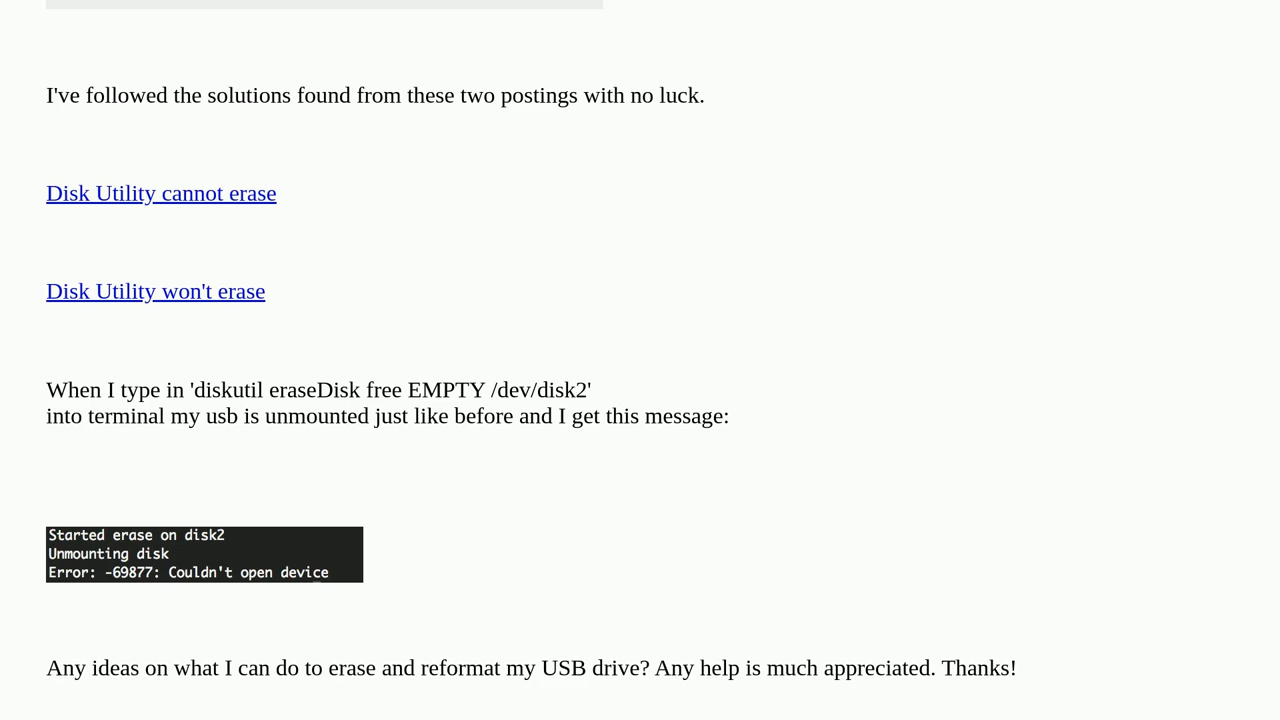 I've followed the solutions found from these two postings with no luck.
Disk Utility cannot erase
Disk Utility won't erase
When I type in 'diskutil eraseDisk free EMPTY /dev/disk2'
into terminal my usb is unmounted just like before and I get this message:
Started erase on disk2
Unmounting disk
Error: -69877: Couldn't open device
Any ideas on what I can do to erase and reformat my USB drive? Any help is much appreciated. Thanks!